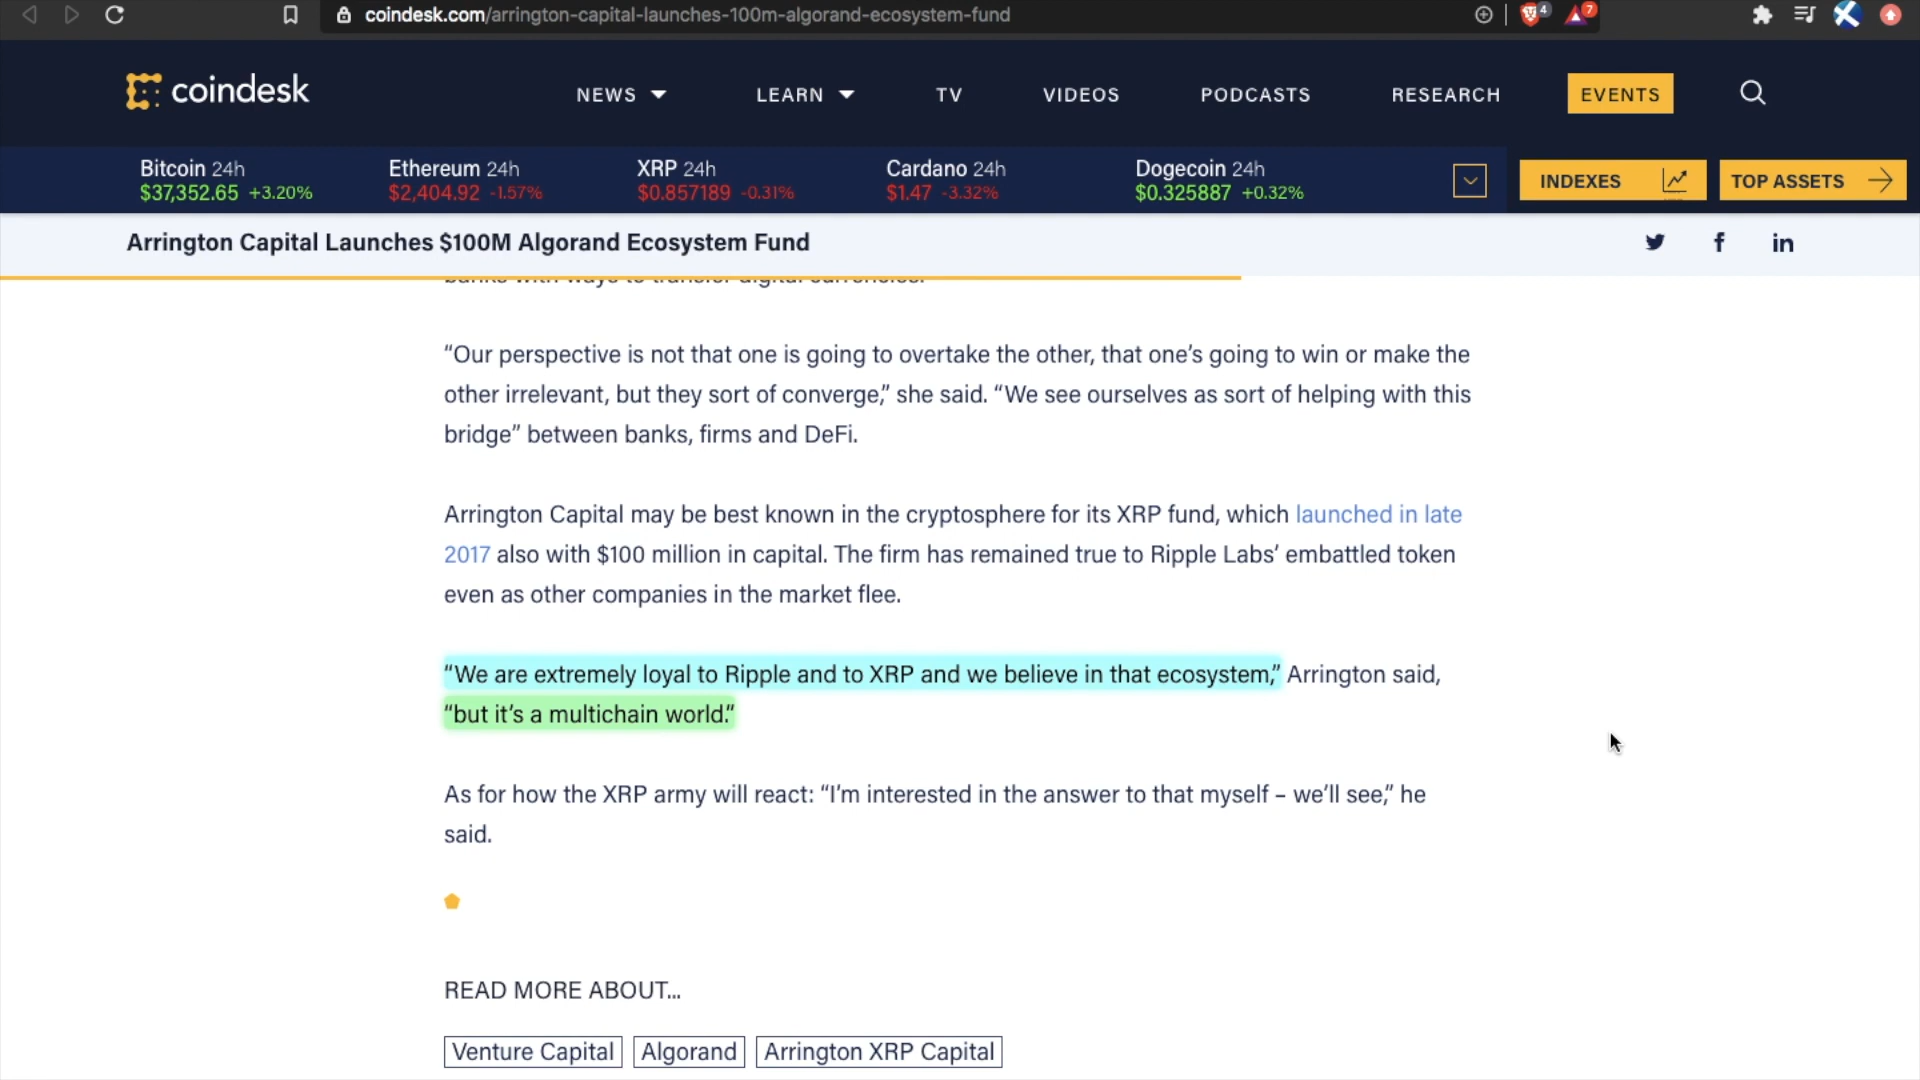 coindesk.com/arrington-capital-launches-100m-algorand-ecosystem-fund
4
7
coindesk
NEWS
LEARN
TV
VIDEOS
PODCASTS
RESEARCH
EVENTS
Bitcoin 24h
$37,352.65 +3.20%
Ethereum 24h
$2,404.92 -1.57%
XRP 24h
$0.857189 -0.31%
Cardano 24h
$1.47 -3.32%
Dogecoin 24h
$0.325887 +0.32%
INDEXES
TOP ASSETS
Arrington Capital Launches $100M Algorand Ecosystem Fund
banks with ways to transfer digital currencies.
“Our perspective is not that one is going to overtake the other, that one’s going to win or make the
other irrelevant, but they sort of converge,” she said. “We see ourselves as sort of helping with this
bridge” between banks, firms and DeFi.
Arrington Capital may be best known in the cryptosphere for its XRP fund, which launched in late
2017 also with $100 million in capital. The firm has remained true to Ripple Labs’ embattled token
even as other companies in the market flee.
“We are extremely loyal to Ripple and to XRP and we believe in that ecosystem,” Arrington said,
“but it’s a multichain world.“
As for how the XRP army will react: “I’m interested in the answer to that myself – we’ll see,” he
said.
READ MORE ABOUT...
Venture Capital
Algorand
Arrington XRP Capital